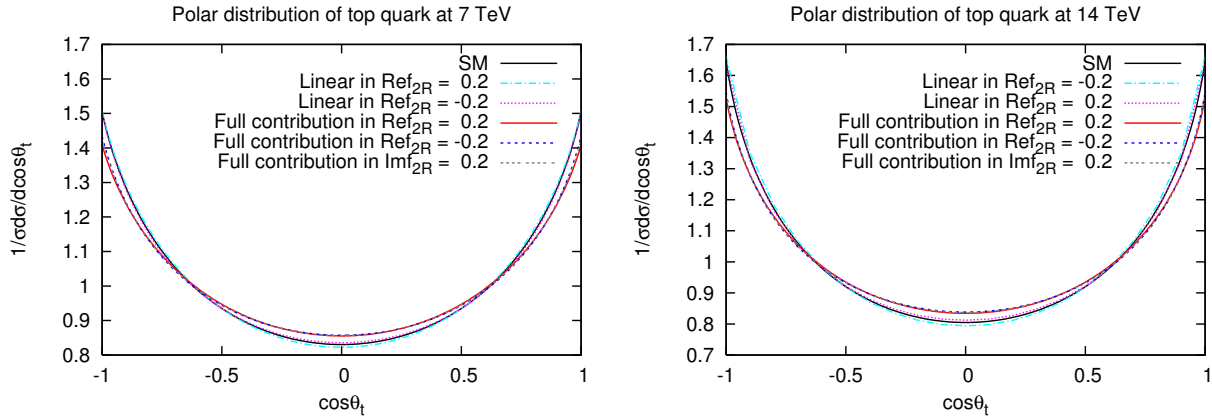 Polar distribution of top quark at 7 TeV
1/σdσ/dcosθt
1.7
1.6
1.5
1.4
1.3
1.2
1.1
1
0.9
0.8
-1
-0.5
0
0.5
1
cosθt
SM
Linear in Ref2R = 0.2
Linear in Ref2R = -0.2
Full contribution in Ref2R = 0.2
Full contribution in Ref2R = -0.2
Full contribution in Imf2R = 0.2
Polar distribution of top quark at 14 TeV
1/σdσ/dcosθt
1.7
1.6
1.5
1.4
1.3
1.2
1.1
1
0.9
0.8
0.7
-1
-0.5
0
0.5
1
cosθt
SM
Linear in Ref2R = -0.2
Linear in Ref2R = 0.2
Full contribution in Ref2R = 0.2
Full contribution in Ref2R = -0.2
Full contribution in Imf2R = 0.2